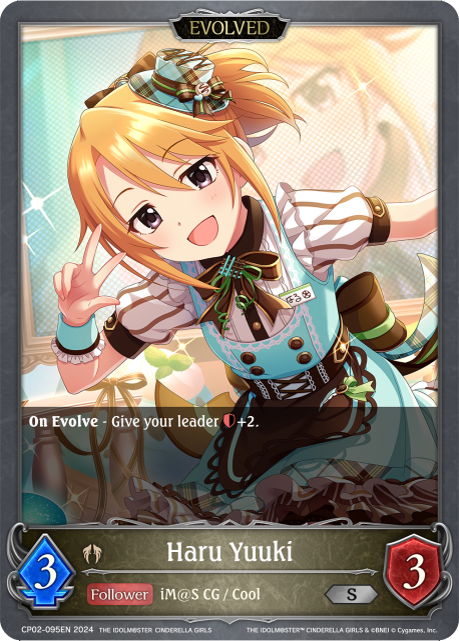 EVOLVED
On Evolve - Give your leader +2.
Haru Yuuki
3
3
Follower
iM@S CG / Cool
S
CP02-095EN 2024 THE IDOLM@STER CINDERELLA GIRLS THE IDOLM@STER™ CINDERELLA GIRLS & ©BNEI © Cygames, Inc.